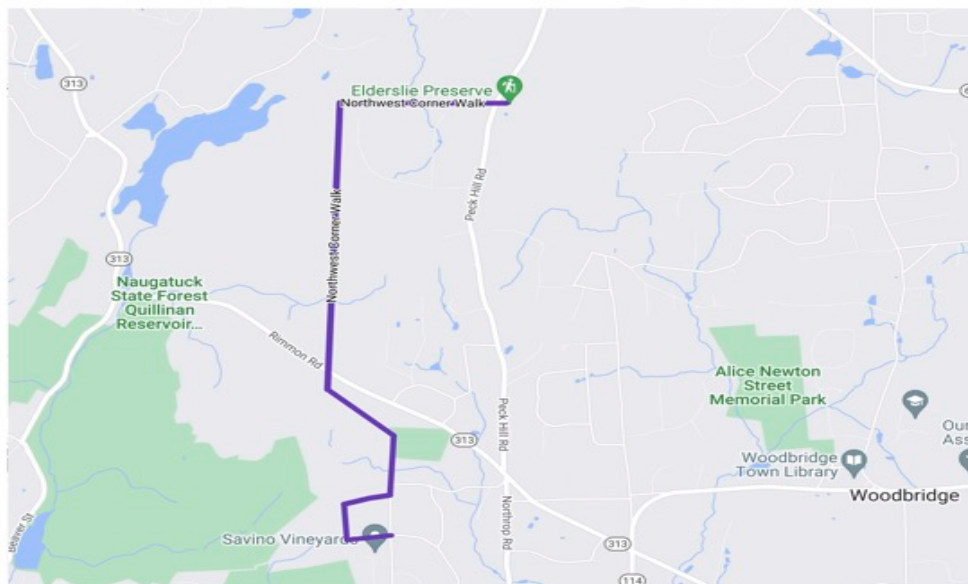 313
Elderslie Preserve
Northwest Corner Walk
Peck Hill Rd
Northwest Corner Walk
313
Naugatuck
State Forest
Quillinan
Reservoir...
Rimmon Rd
Alice Newton
Street
Memorial Park
Peck Hill Rd
313
Our
Ass
Woodbridge
Town Library
Woodbridge
Northrop Rd
Beaver St
Savino Vineyards
313
114